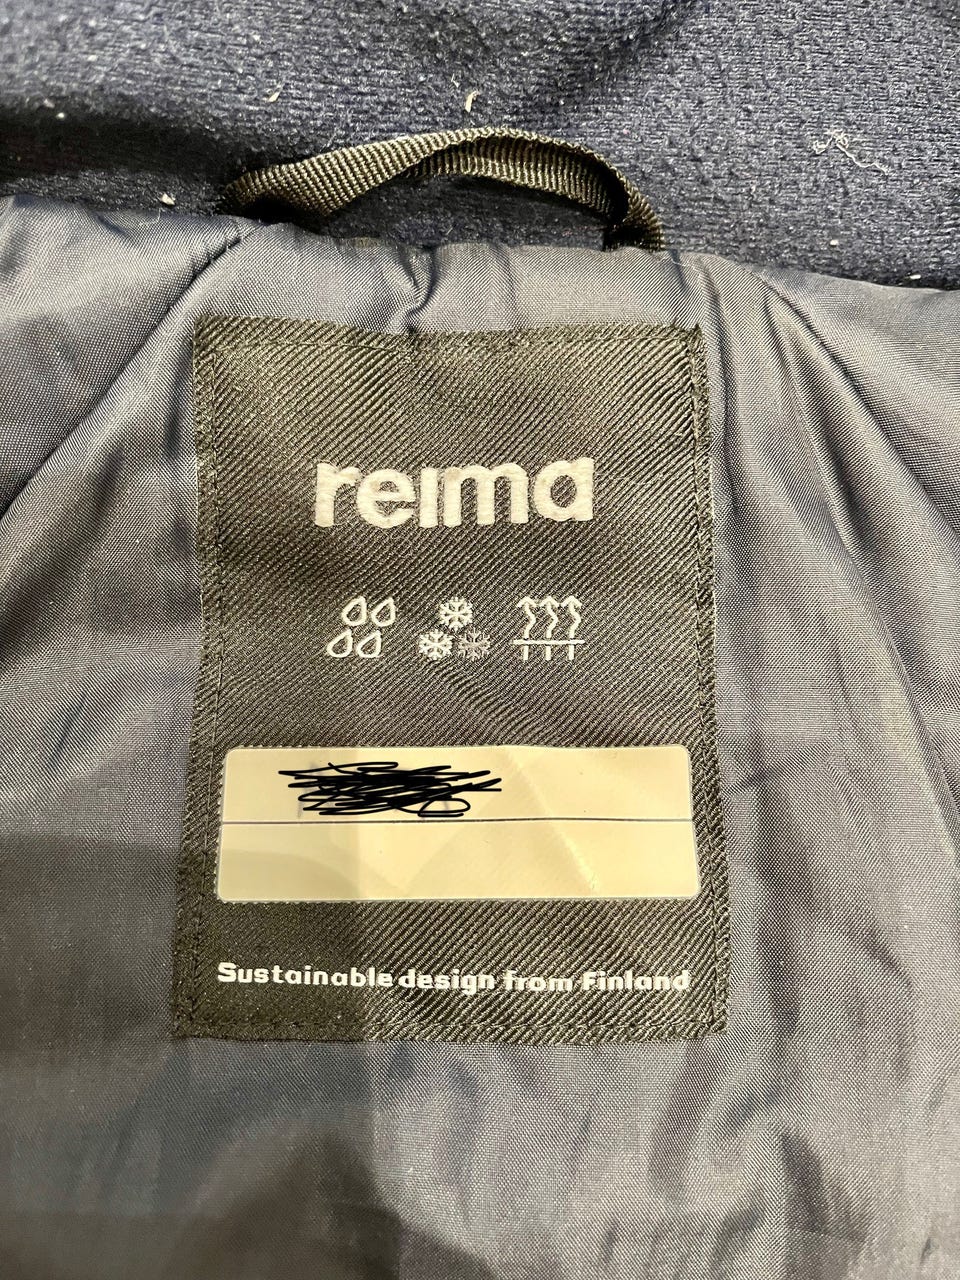 reima
Sustainable design from Finland